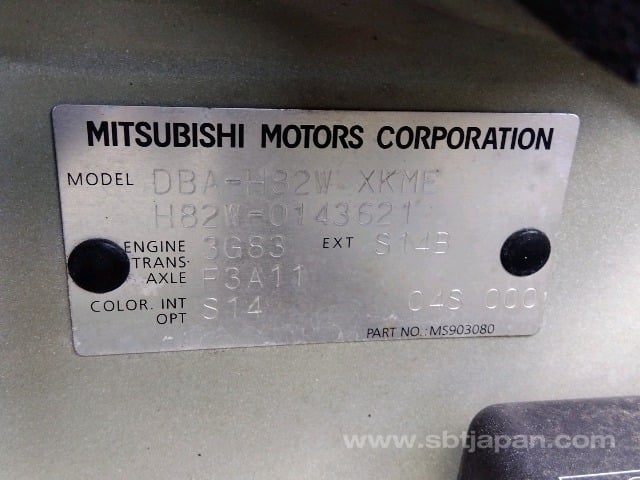 MITSUBISHI MOTORS CORPORATION
MODEL DBA-H82W XKME
H82W-0143621
ENGINE 3G83 EXT S14B
TRANS-
AXLE F3A11
COLOR. INT S14 04S 000
OPT
PART NO.:MS903080
www.sbtjapan.com